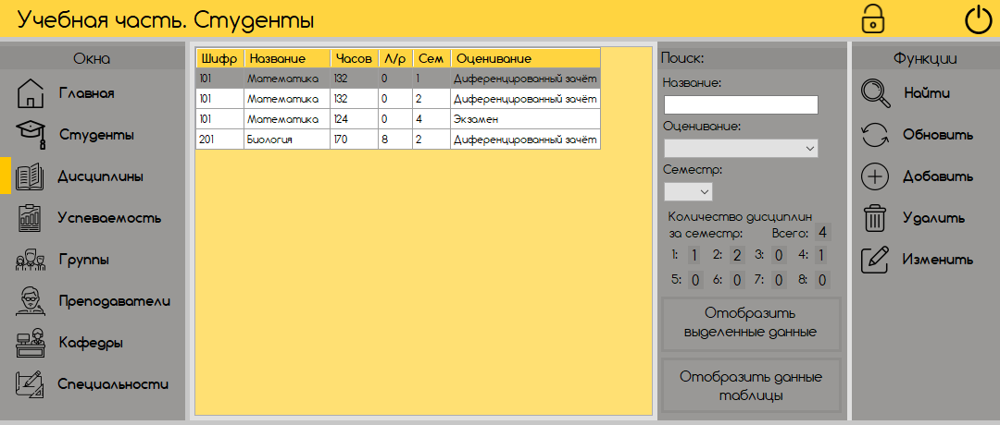 Учебная часть. Студенты
Окна
Главная
Студенты
Дисциплины
Успеваемость
Группы
Преподаватели
Кафедры
Специальности
Шифр Название Часов Л/р Сем Оценивание
101 Математика 132 0 1 Диференцированный зачёт
101 Математика 132 0 2 Диференцированный зачёт
101 Математика 124 0 4 Экзамен
201 Биология 170 8 2 Диференцированный зачёт
Поиск:
Название:
Оценивание:
Семестр:
Количество дисциплин
за семестр: Всего: 4
1: 1 2: 2 3: 0 4: 1
5: 0 6: 0 7: 0 8: 0
Отобразить
выделенные данные
Отобразить данные
таблицы
Функции
Найти
Обновить
Добавить
Удалить
Изменить